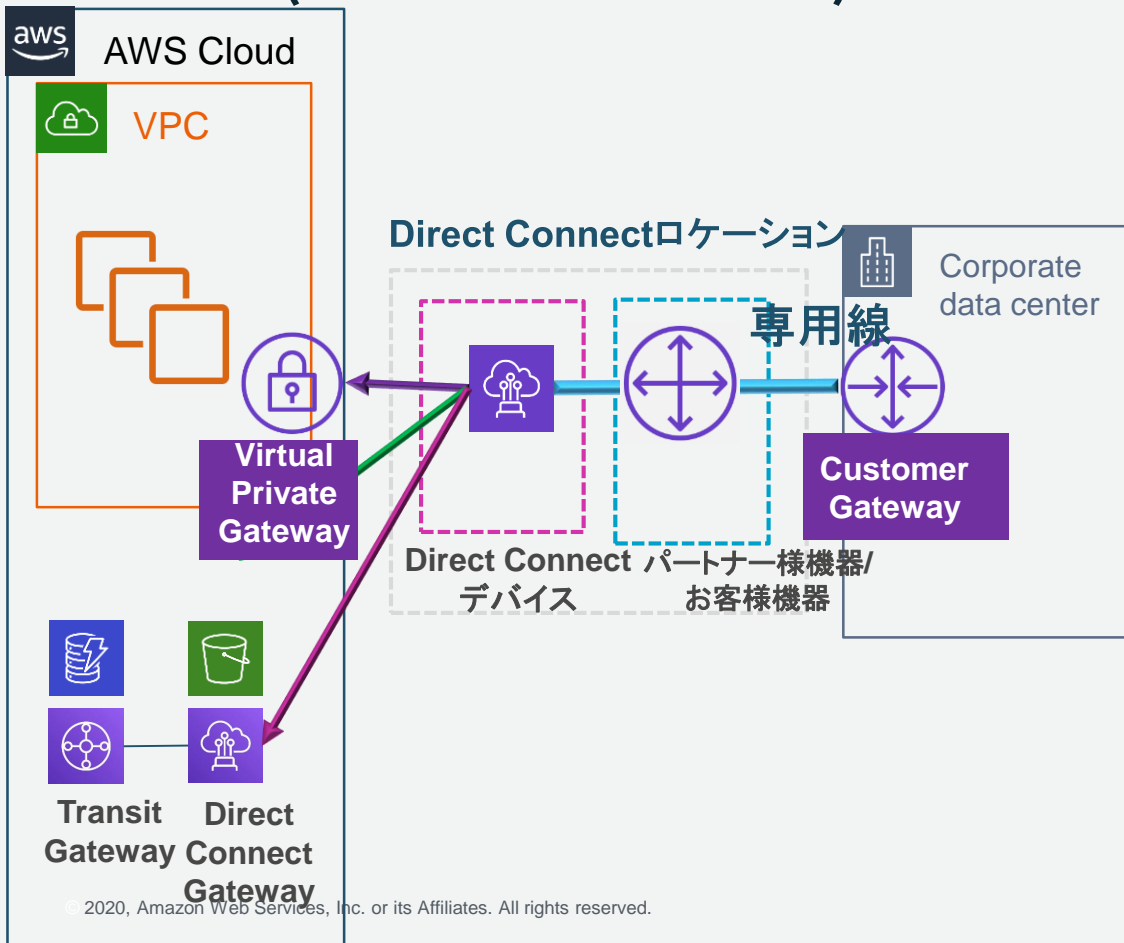 aws
AWS Cloud
VPC
Direct Connectロケーション
Corporate
data center
専用線
Virtual
Private
Gateway
Customer
Gateway
Direct Connect
デバイス
パートナー様機器/
お客様機器
Transit
Gateway
Direct
Connect
Gateway
© 2020, Amazon Web Services, Inc. or its Affiliates. All rights reserved.